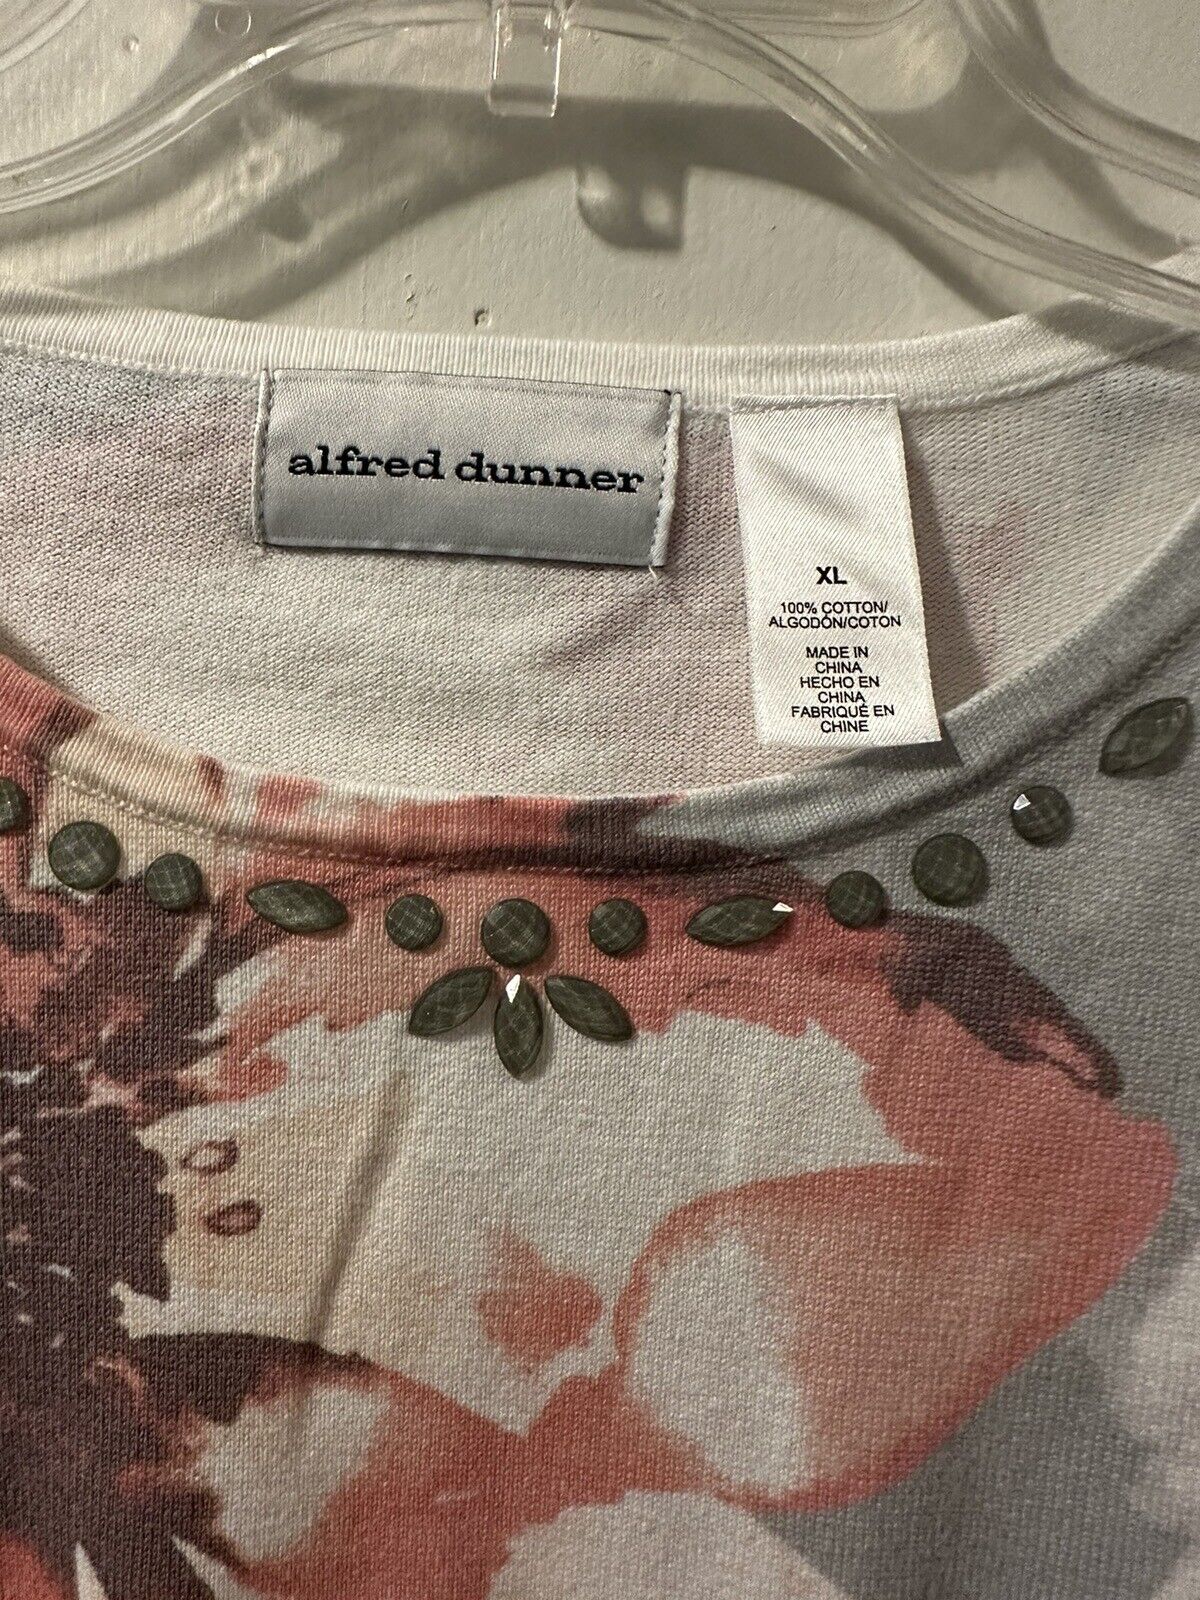 alfred dunner
XL
100% COTTON/
ALGODÓN/COTON
MADE IN
CHINA
HECHO EN
CHINA
FABRIQUÉ EN
CHINE